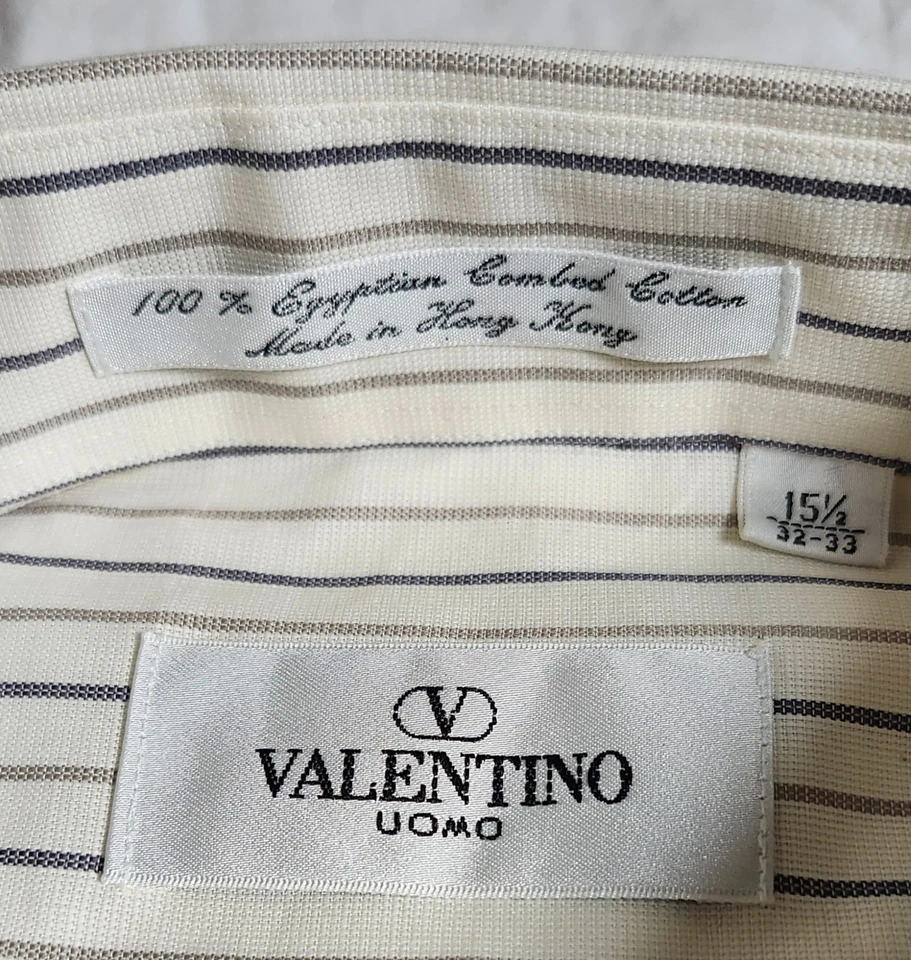 100 % Egyptian Combed Cotton
Made in Hong Kong
15½
32-33
V
VALENTINO
UOMO